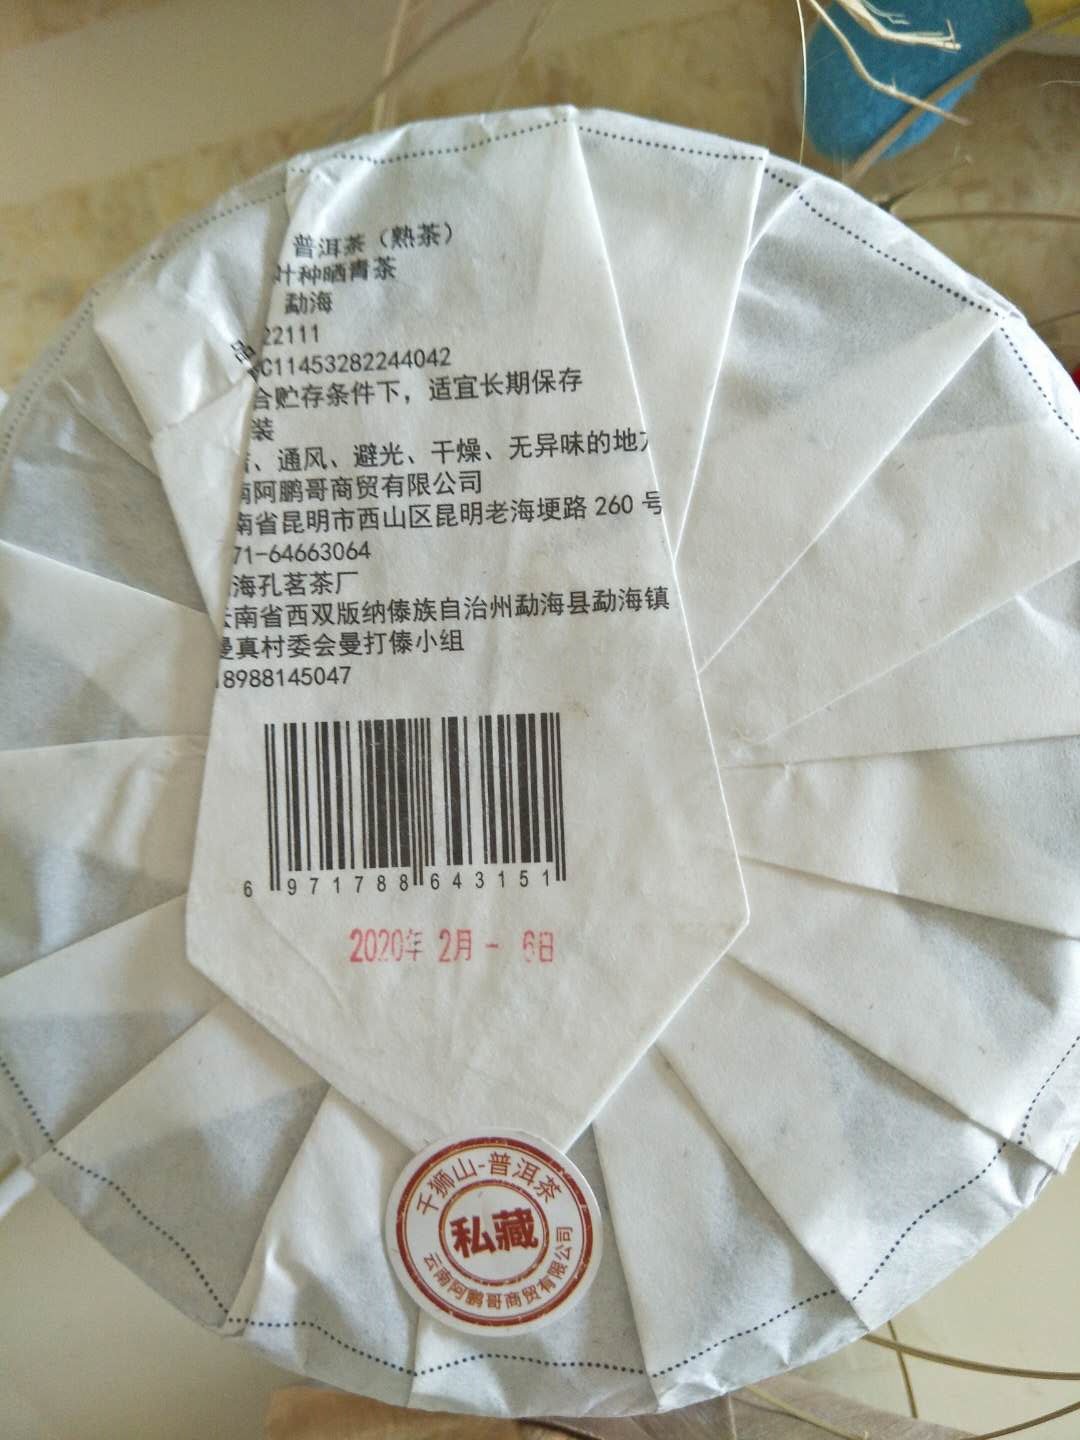 普洱茶（熟茶）
叶种晒青茶
勐海
品
22111
C11453282244042
合贮存条件下，适宜长期保存
装
、通风、避光、干燥、无异味的地方
南阿鹏哥商贸有限公司
南省昆明市西山区昆明老海埂路 260 号
71-64663064
海孔茗茶厂
云南省西双版纳傣族自治州勐海县勐海镇
曼真村委会曼打傣小组
18988145047
6 971788 643151
2020年 2月 - 6日
千狮山-普洱茶
私藏
云南阿鹏哥商贸有限公司